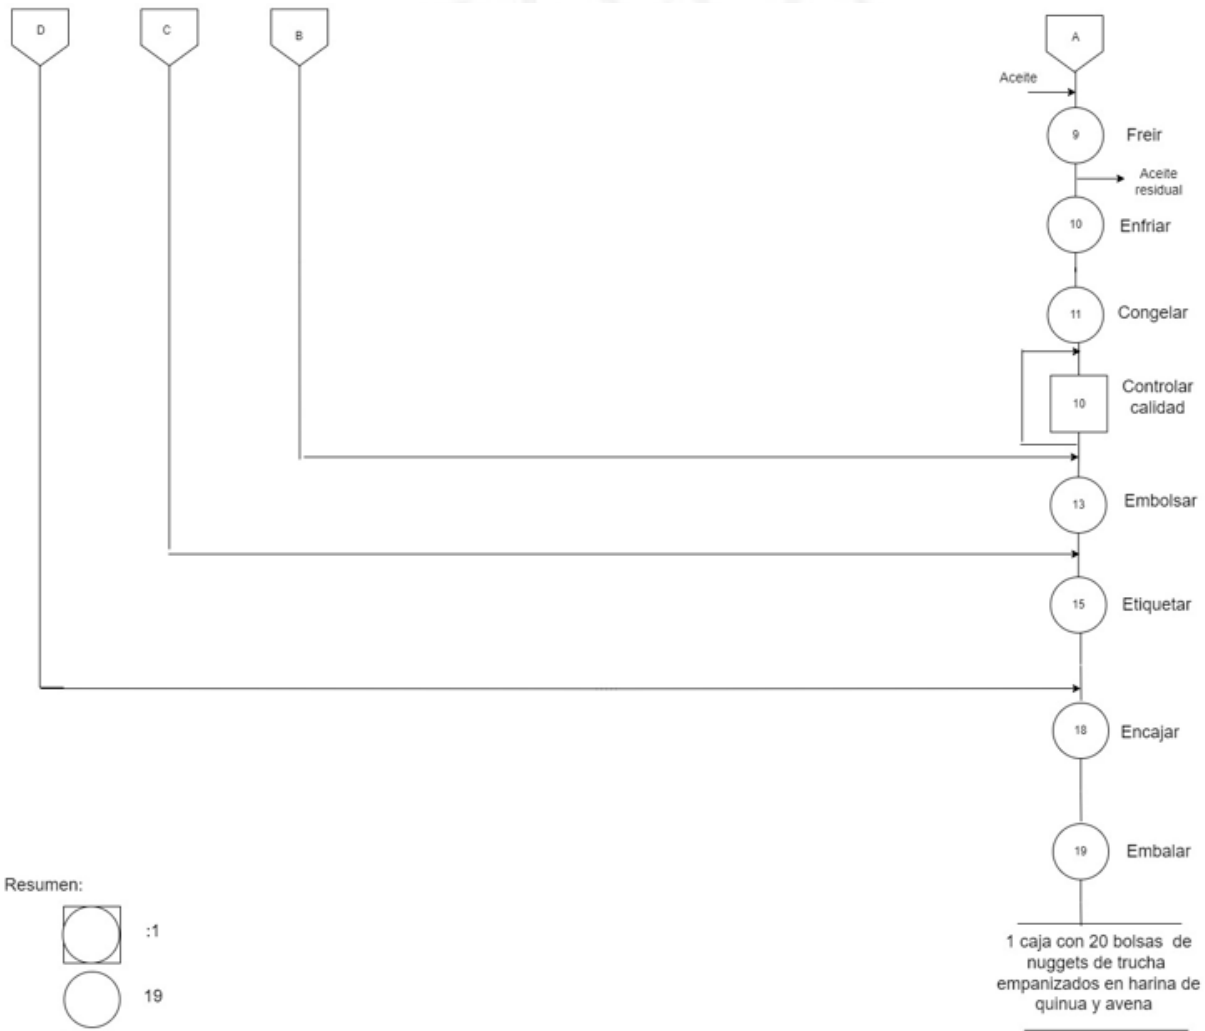 D
C
B
A
Aceite
9
Freir
Aceite
residual
10
Enfriar
11
Congelar
10
Controlar
calidad
13
Embolsar
15
Etiquetar
18
Encajar
19
Embalar
1 caja con 20 bolsas de
nuggets de trucha
empanizados en harina de
quinua y avena
Resumen:
:1
19